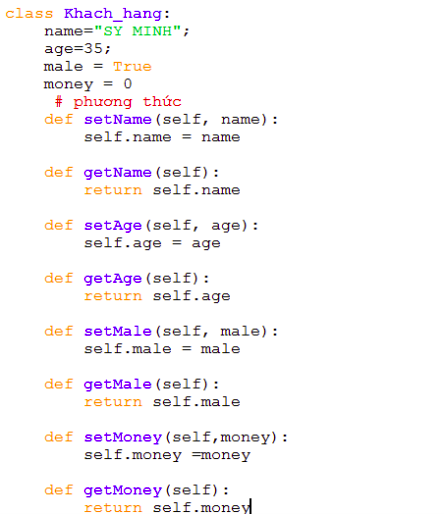 class Khach_hang:
    name="SY MINH";
    age=35;
    male = True
    money = 0
     # phương thức
    def setName(self, name):
        self.name = name

    def getName(self):
        return self.name

    def setAge(self, age):
        self.age = age

    def getAge(self):
        return self.age

    def setMale(self, male):
        self.male = male

    def getMale(self):
        return self.male

    def setMoney(self,money):
        self.money =money

    def getMoney(self):
        return self.money